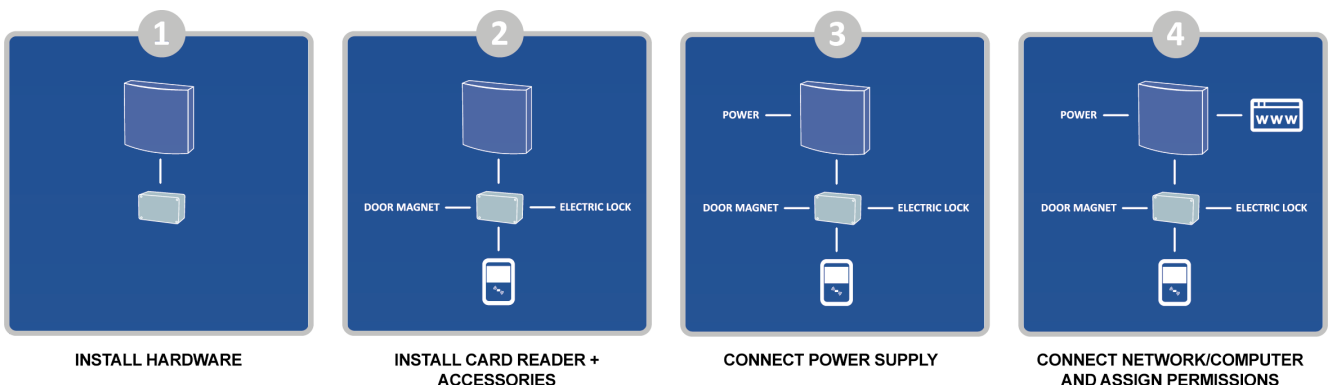 1
INSTALL HARDWARE
2
DOOR MAGNET
ELECTRIC LOCK
INSTALL CARD READER +
ACCESSORIES
3
POWER
DOOR MAGNET
ELECTRIC LOCK
CONNECT POWER SUPPLY
4
POWER
WWW
DOOR MAGNET
ELECTRIC LOCK
CONNECT NETWORK/COMPUTER
AND ASSIGN PERMISSIONS